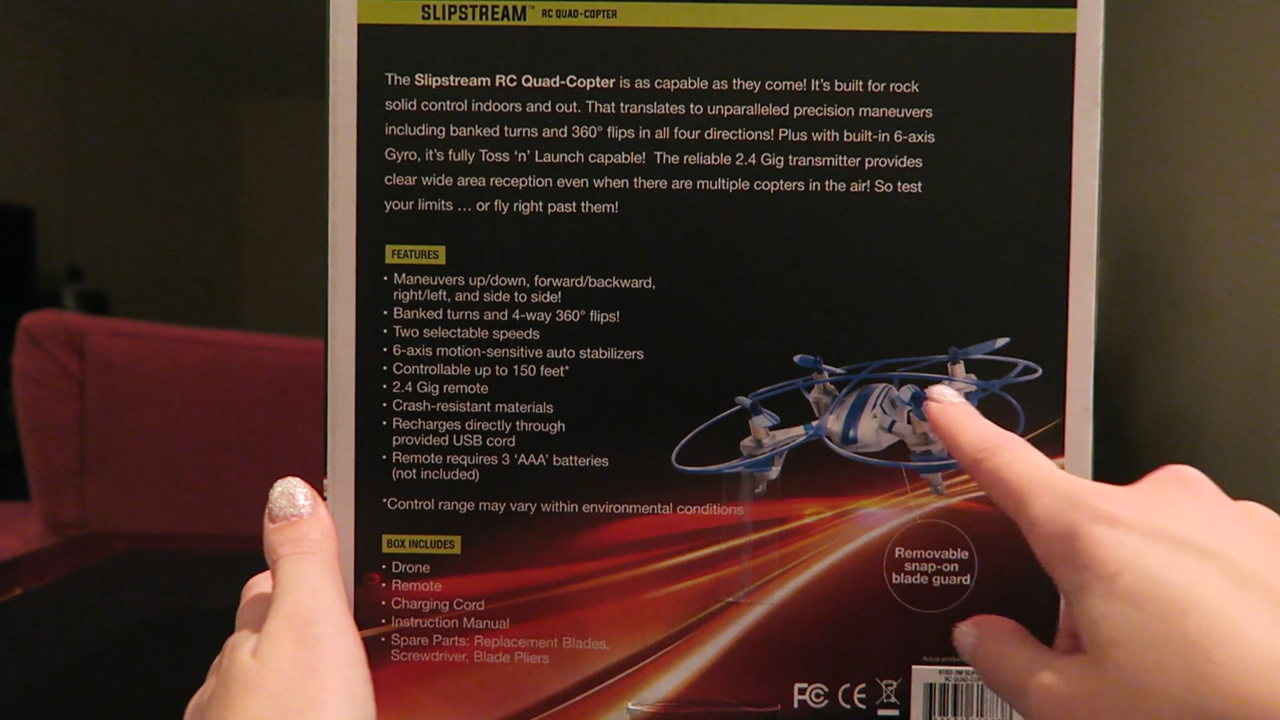 SLIPSTREAM™ RC QUAD-COPTER
The Slipstream RC Quad-Copter is as capable as they come! It's built for rock
solid control indoors and out. That translates to unparalleled precision maneuvers
including banked turns and 360° flips in all four directions! Plus with built-in 6-axis
Gyro, it's fully Toss 'n' Launch capable! The reliable 2.4 Gig transmitter provides
clear wide area reception even when there are multiple copters in the air! So test
your limits ... or fly right past them!
FEATURES
• Maneuvers up/down, forward/backward,
right/left, and side to side!
• Banked turns and 4-way 360° flips!
• Two selectable speeds
• 6-axis motion-sensitive auto stabilizers
• Controllable up to 150 feet*
• 2.4 Gig remote
• Crash-resistant materials
• Recharges directly through
provided USB cord
• Remote requires 3 'AAA' batteries
(not included)
*Control range may vary within environmental conditions
BOX INCLUDES
• Drone
• Remote
• Charging Cord
• Instruction Manual
• Spare Parts: Replacement Blades,
Screwdriver, Blade Pliers
Removable
snap-on
blade guard
FC CE
Actual
RC QUAD